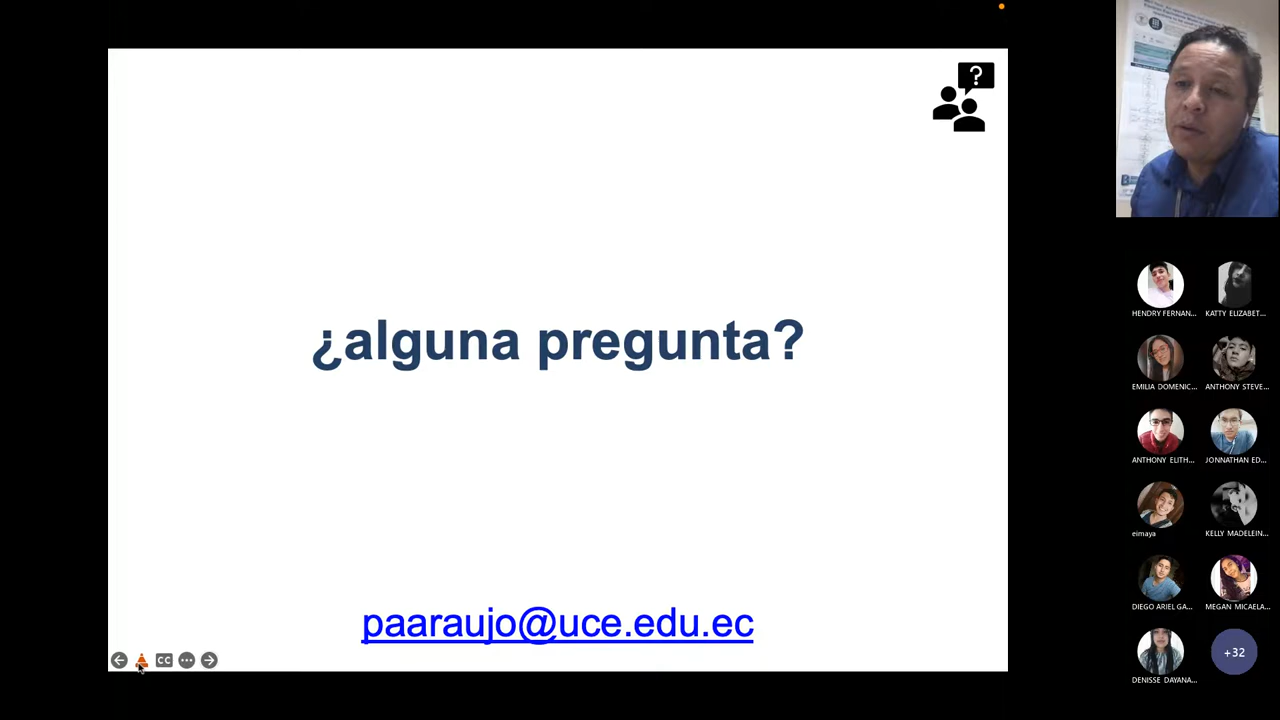 ?
¿alguna pregunta?
paaraujo@uce.edu.ec
CC
HENDRY FERNAN...
KATTY ELIZABET...
EMILIA DOMENIC...
ANTHONY STEVE...
ANTHONY ELITH...
JONNATHAN ED...
eimaya
KELLY MADELEIN...
DIEGO ARIEL GA...
MEGAN MICAELA...
DENISSE DAYANA...
+32